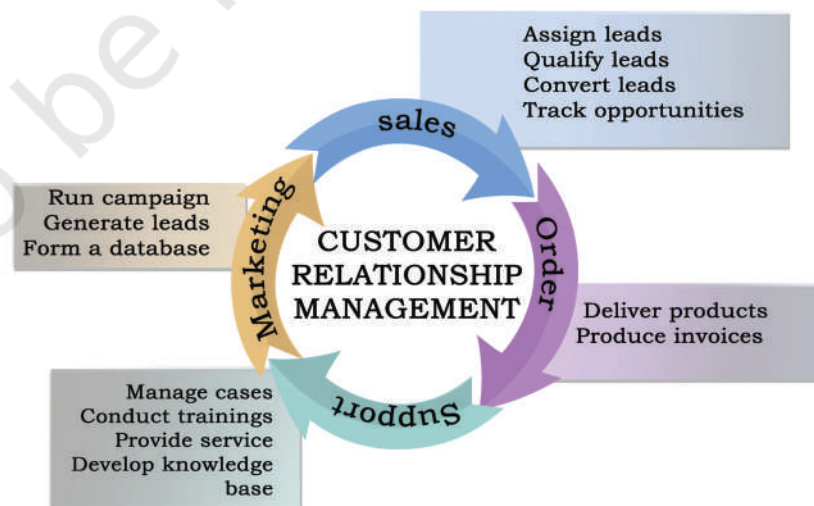 Assign leads
Qualify leads
Convert leads
Track opportunities
sales
Run campaign
Generate leads
Form a database
Marketing
CUSTOMER
RELATIONSHIP
MANAGEMENT
Order
Deliver products
Produce invoices
Support
Manage cases
Conduct trainings
Provide service
Develop knowledge
base
o be